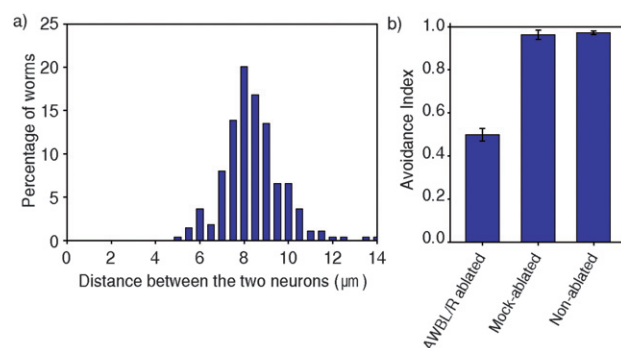 a)
25
20
15
10
5
0
Percentage of worms
0 2 4 6 8 10 12 14
Distance between the two neurons (μm)
b)
1.0
0.8
0.6
0.4
0.2
0.0
Avoidance Index
AWBL/R ablated
Mock-ablated
Non-ablated